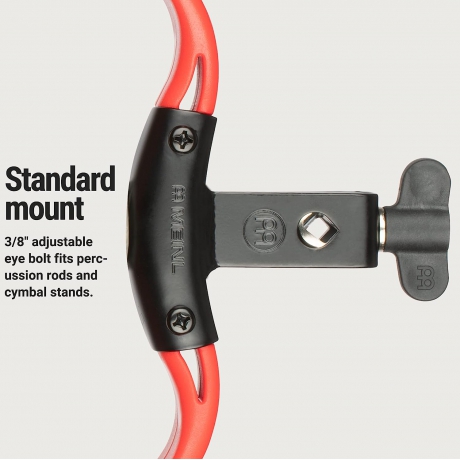 Standard
mount
3/8" adjustable
eye bolt fits perc-
ussion rods and
cymbal stands.
MEINL